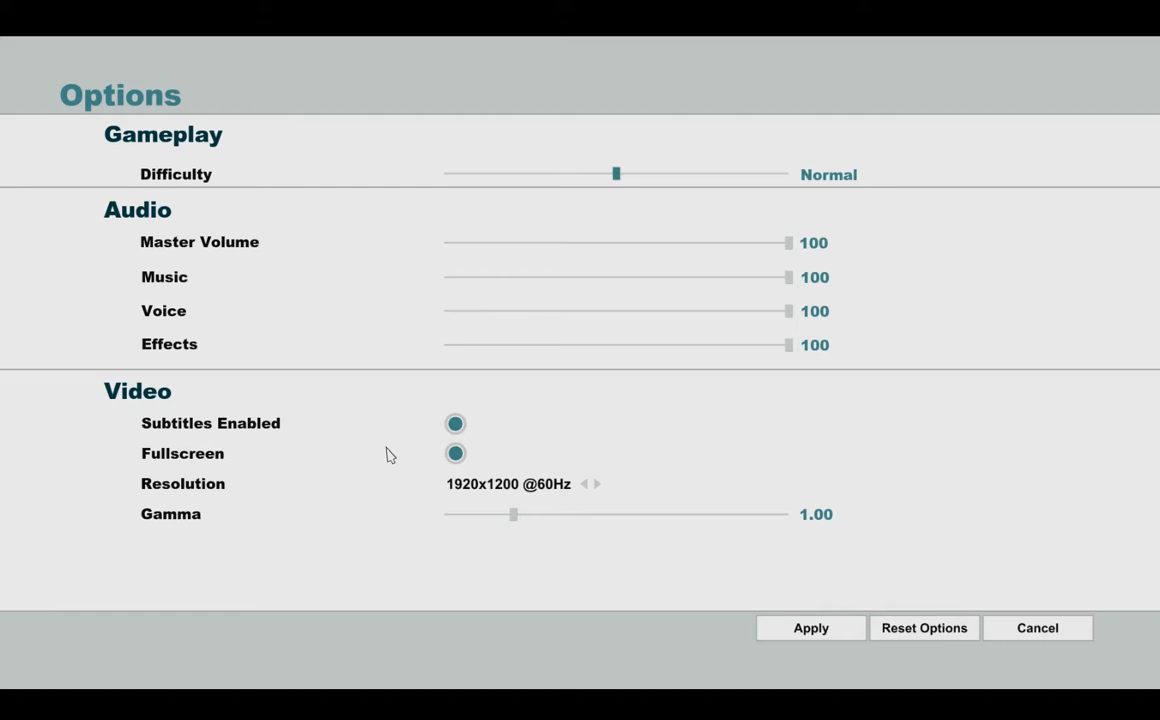 Options
Gameplay
Difficulty Normal
Audio
Master Volume 100
Music 100
Voice 100
Effects 100
Video
Subtitles Enabled
Fullscreen
Resolution 1920x1200 @60Hz
Gamma 1.00
Apply Reset Options Cancel